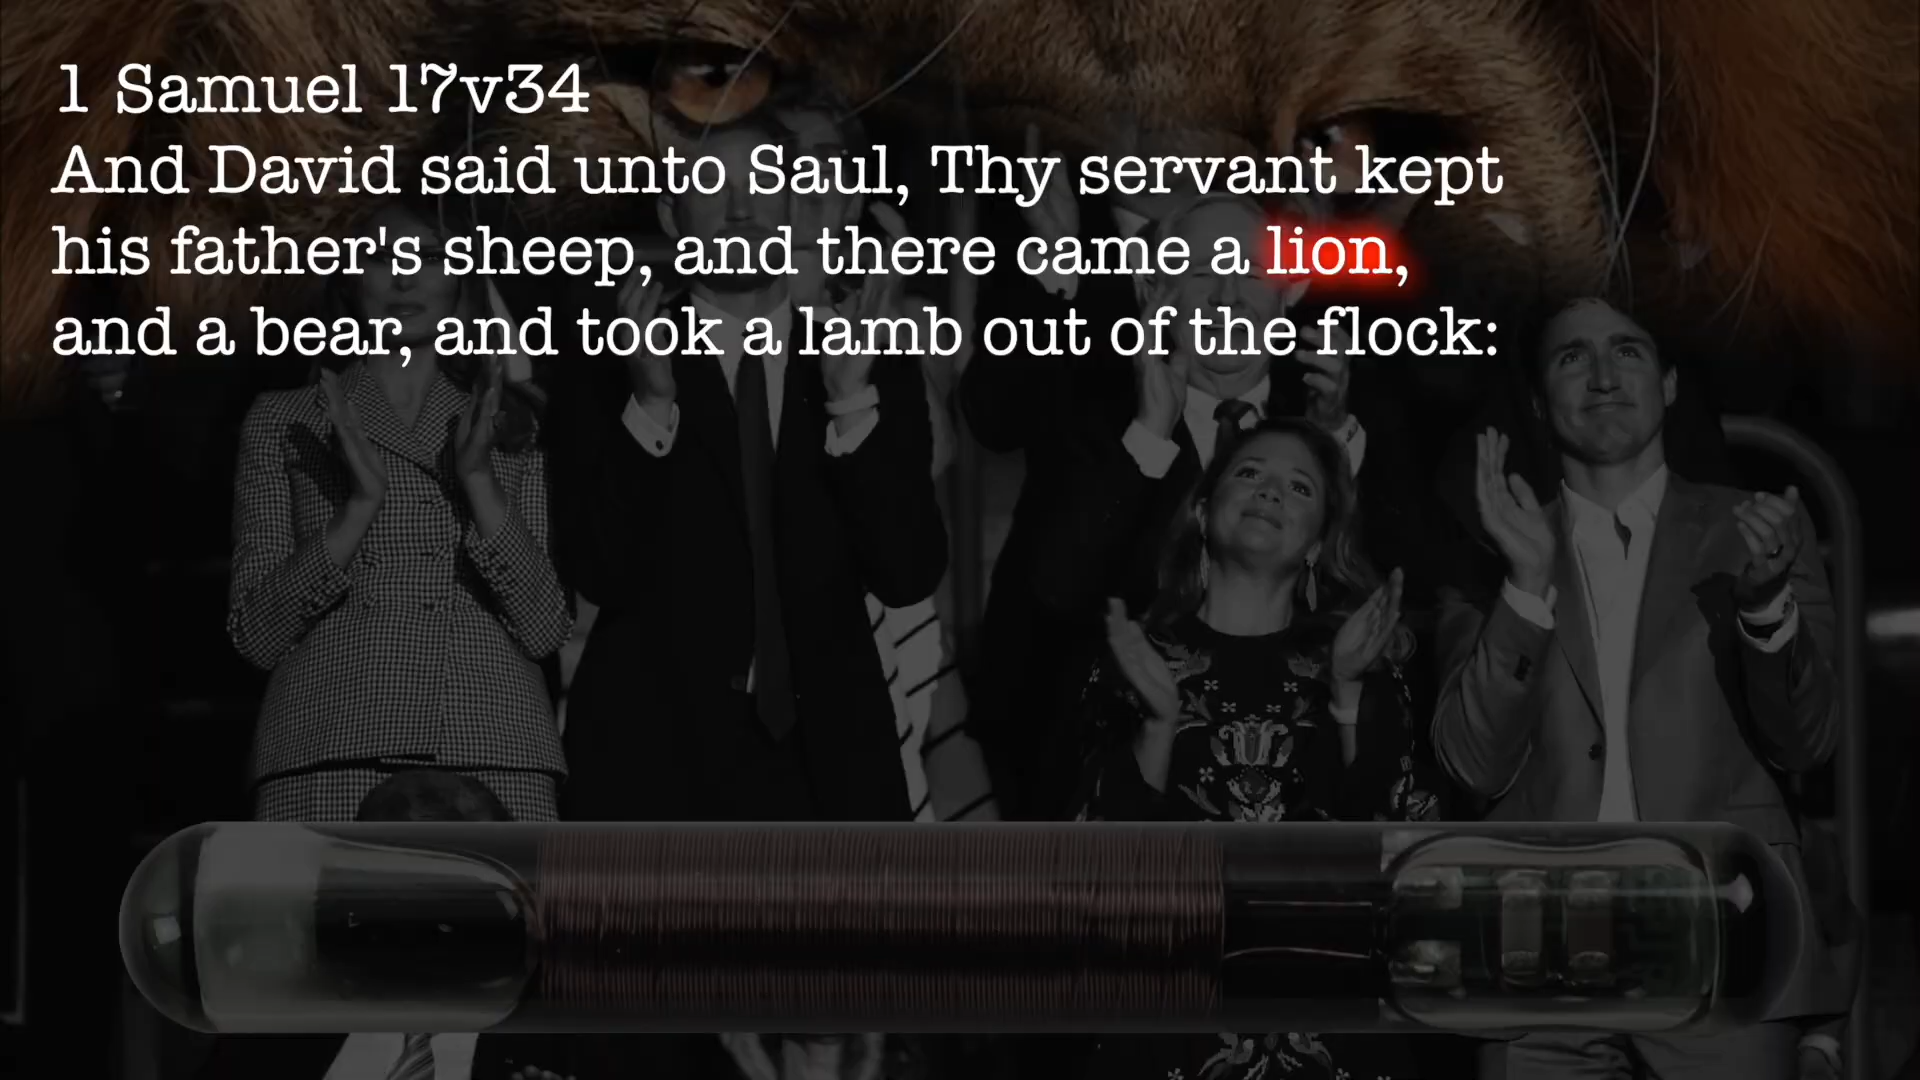 1 Samuel 17v34
And David said unto Saul, Thy servant kept
his father's sheep, and there came a lion,
and a bear, and took a lamb out of the flock: